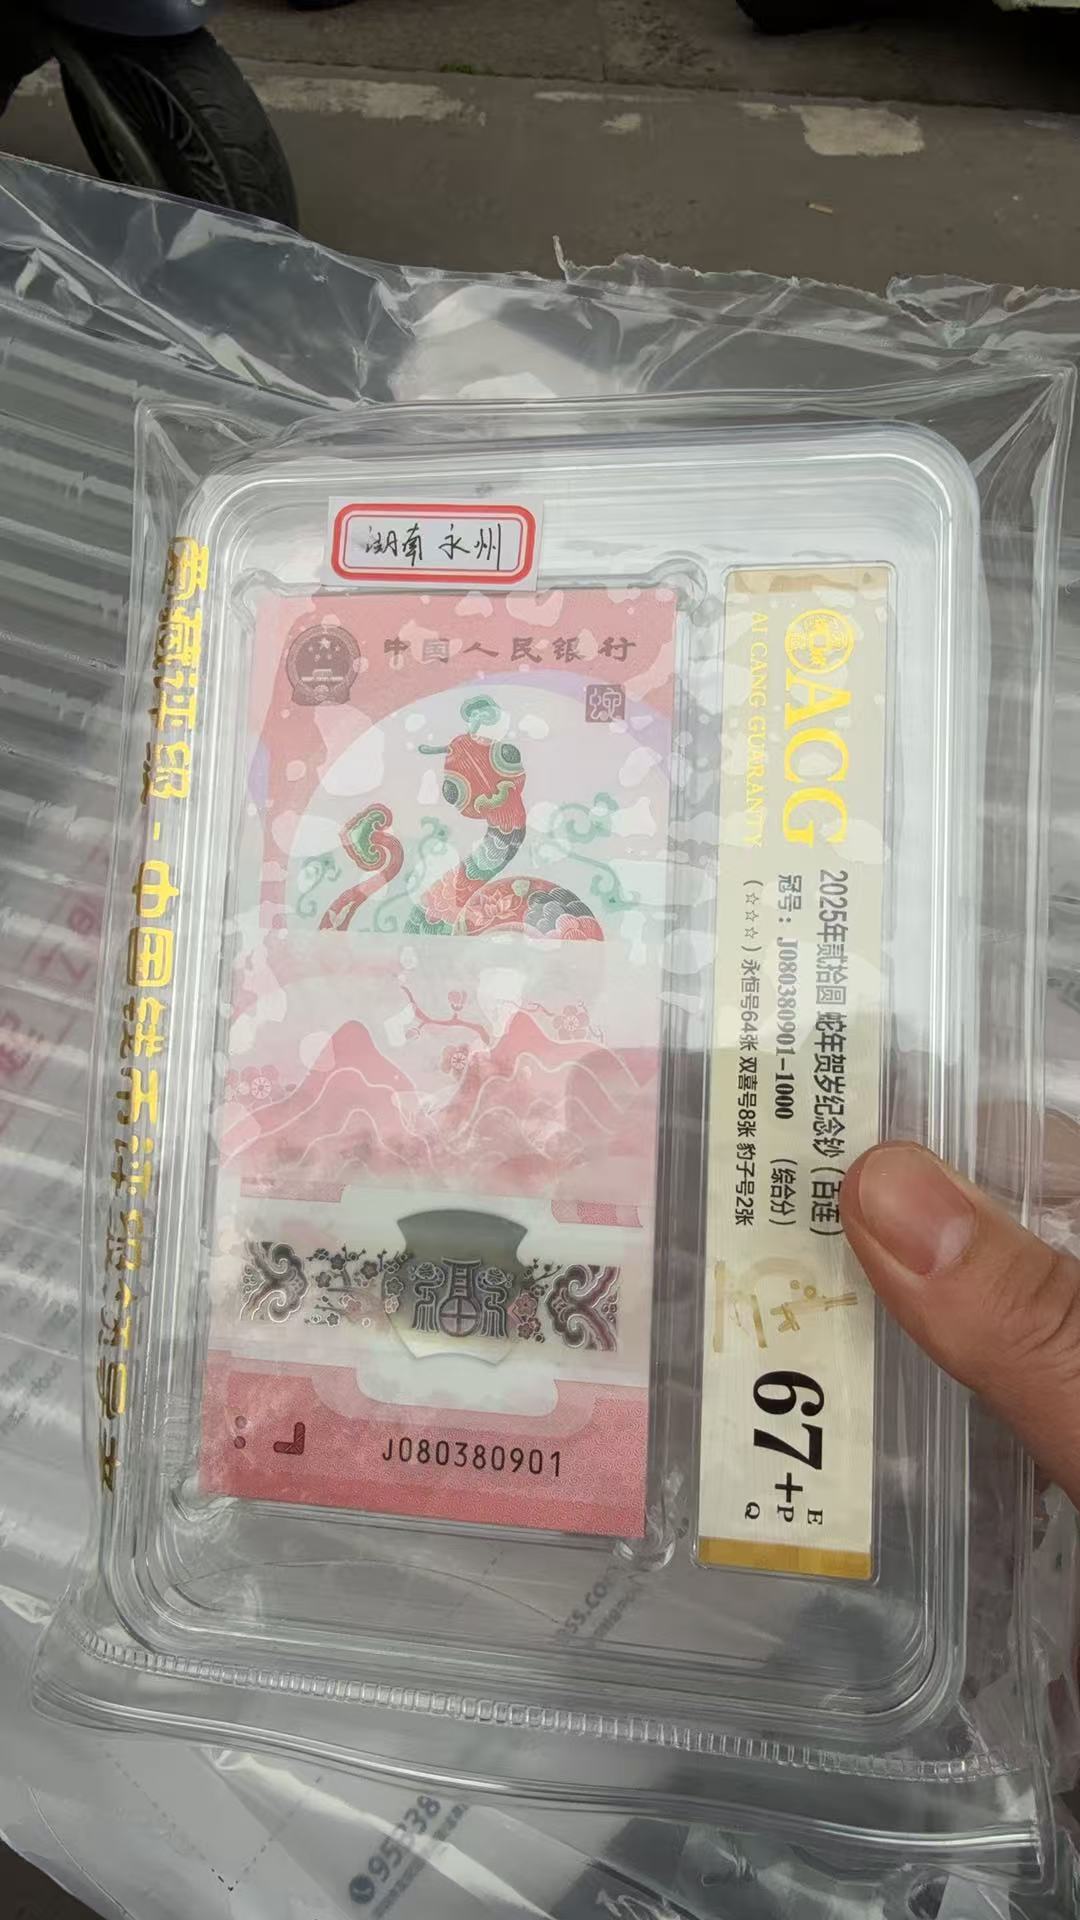 湖南 永州
中国人民银行
蛇
J080380901
ACG
AI CANG GUARANTY
2025年贰拾圆 蛇年贺岁纪念钞（百连）
冠号：J080380901-1000 （综合分）
（☆☆☆）永恒号64张 双喜号8张 豹子号2张
67+
E
P
Q
爱藏评级-中国钱币评级领导者
95338